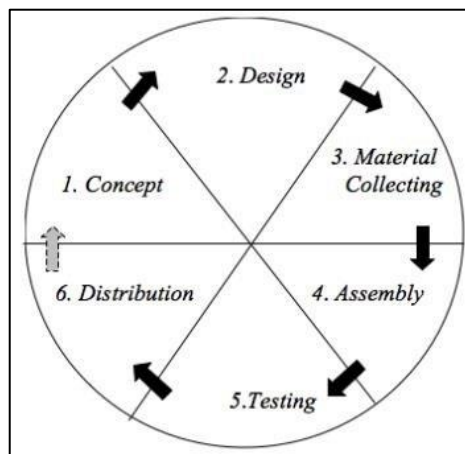 1. Concept
2. Design
3. Material
Collecting
4. Assembly
5.Testing
6. Distribution